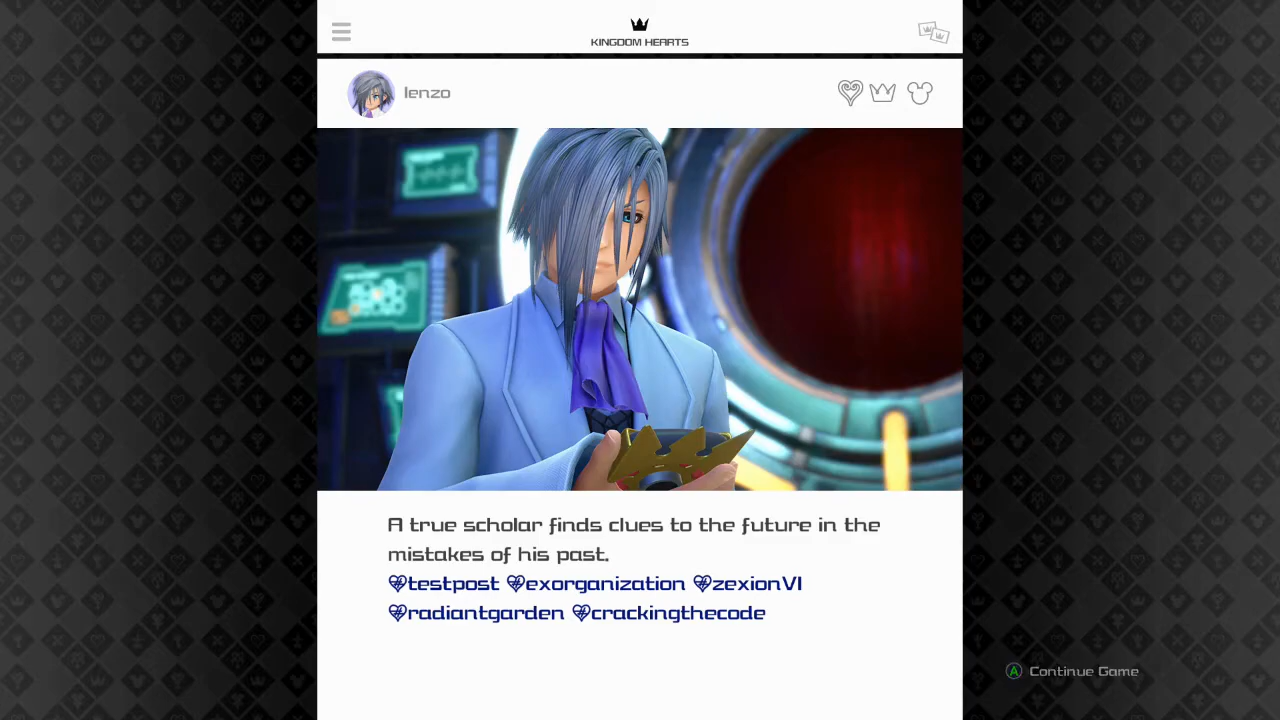 KINGDOM HEARTS
Ienzo
A true scholar finds clues to the future in the
mistakes of his past.
#testpost #exorganization #zexionVI
#radiantgarden #crackingthecode
A Continue Game